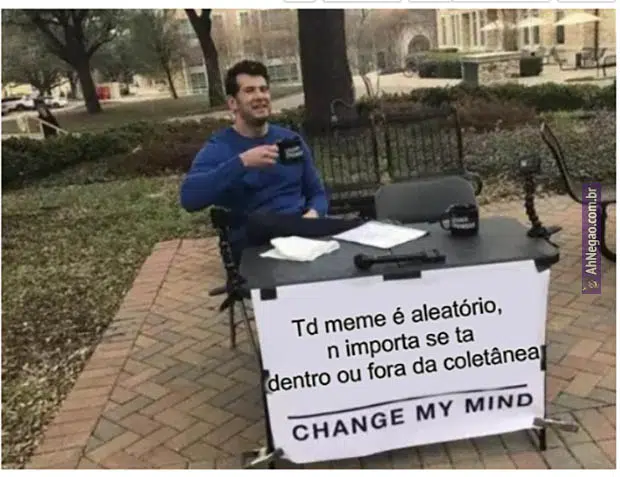 Td meme é aleatório,
n importa se ta
dentro ou fora da coletânea
CHANGE MY MIND
AhNegao.com.br